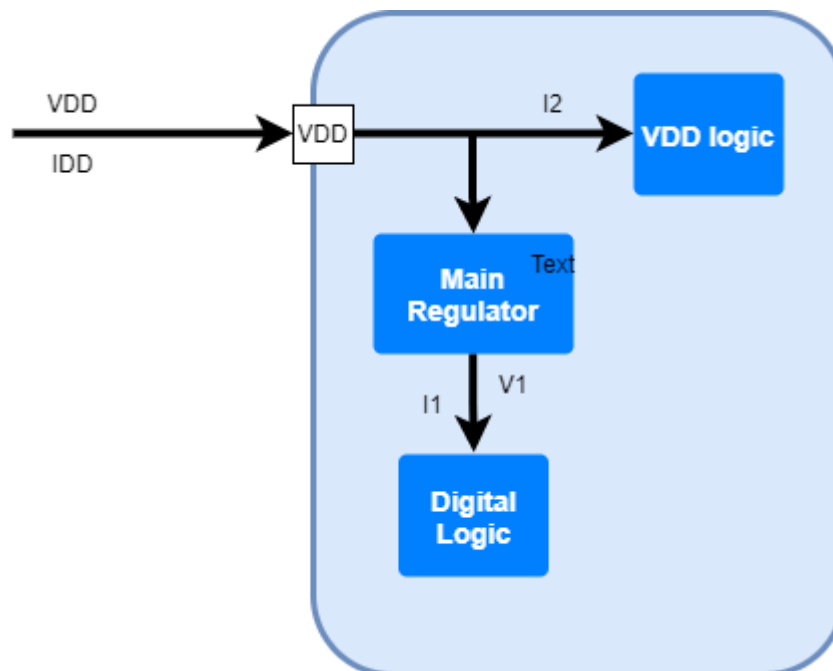 VDD
IDD
VDD
I2
VDD logic
Text
Main
Regulator
V1
I1
Digital
Logic